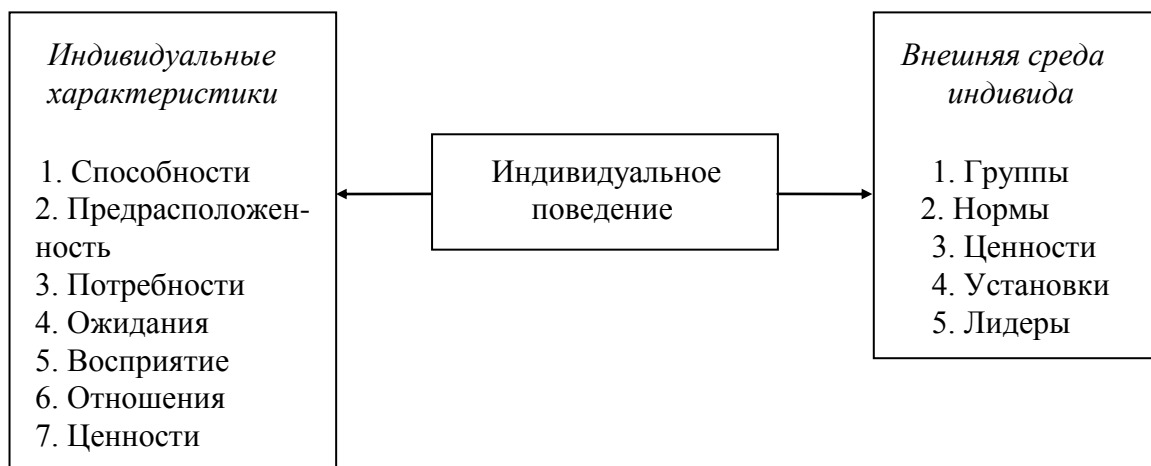 Индивидуальные
характеристики
1. Способности
2. Предрасположен-
ность
3. Потребности
4. Ожидания
5. Восприятие
6. Отношения
7. Ценности
Индивидуальное
поведение
Внешняя среда
индивида
1. Группы
2. Нормы
3. Ценности
4. Установки
5. Лидеры